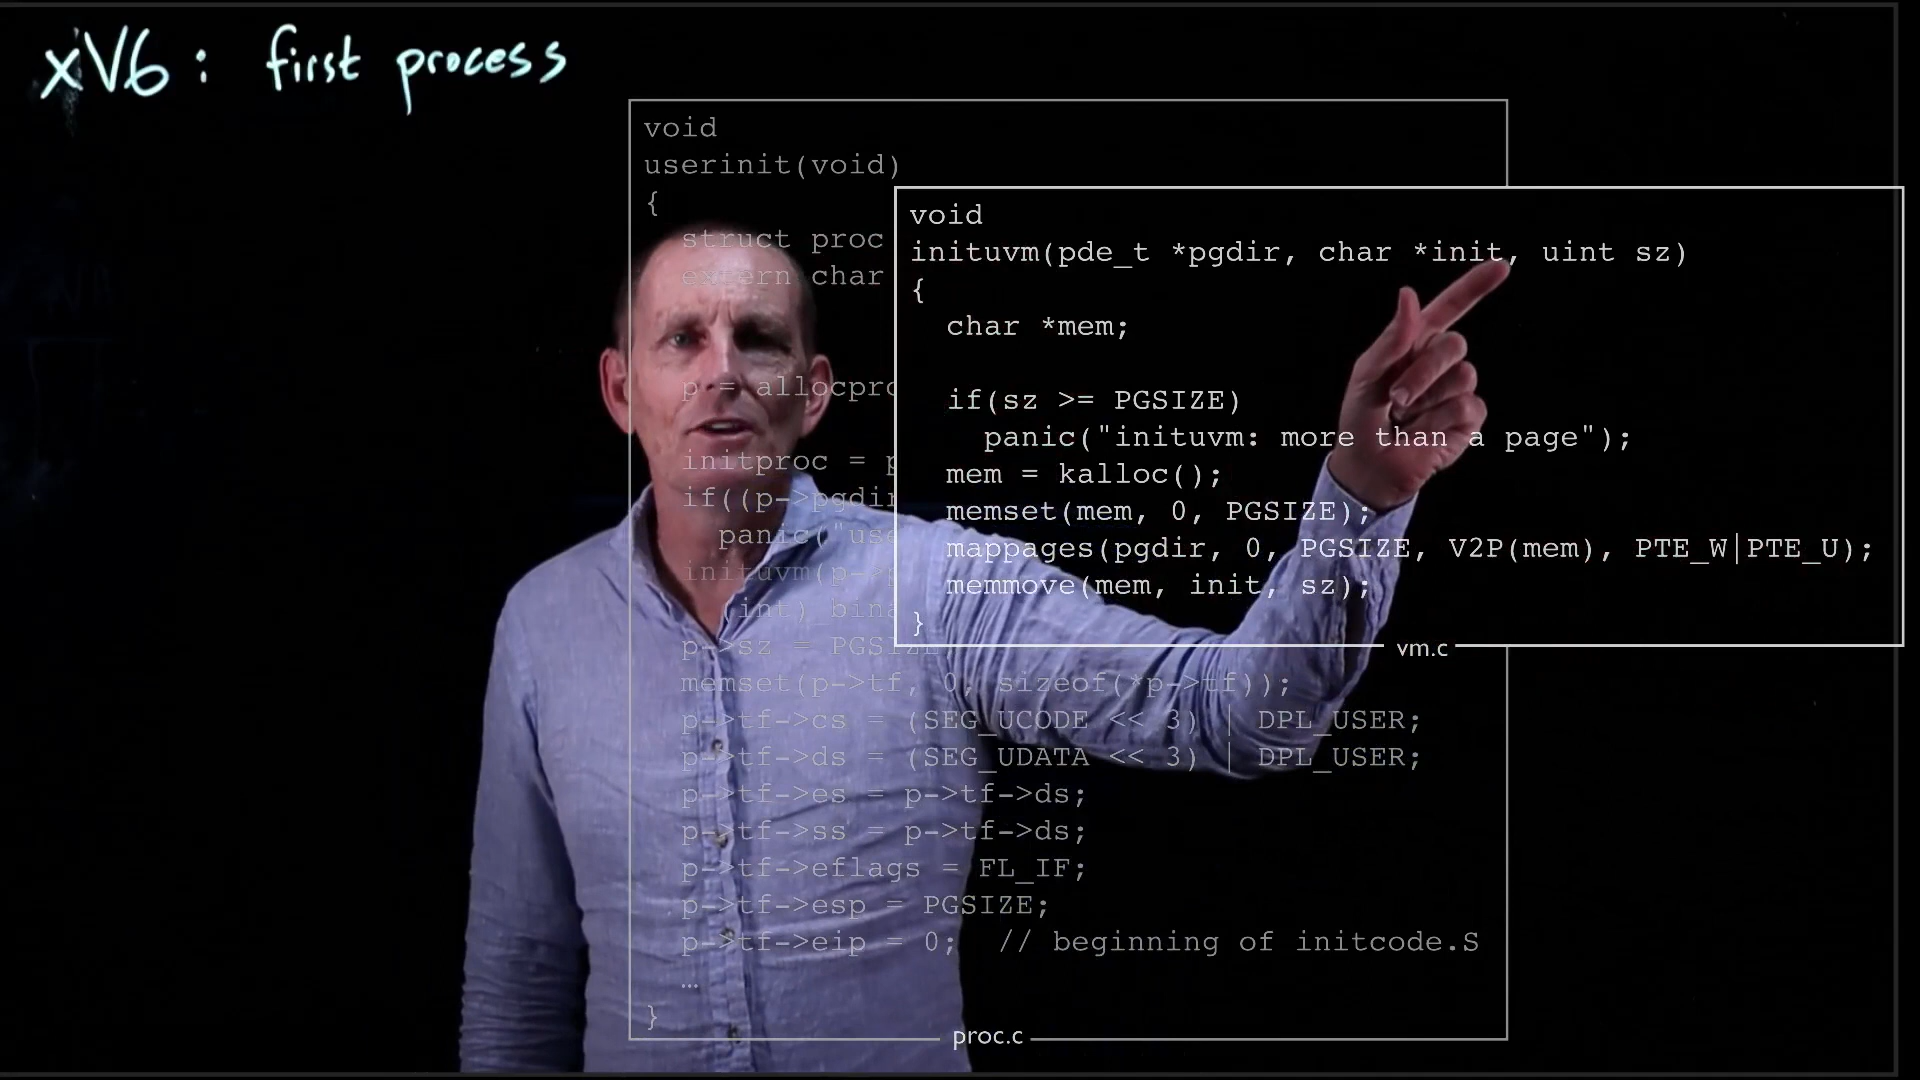 xV6: first process
void
userinit(void)
{
struct proc
extern char
p = allocproc
initproc = p
if((p->pgdir
panic("use
inituvm(p->p
(int)_bina
p->sz = PGSIZE
memset(p->tf, 0, sizeof(*p->tf));
p->tf->cs = (SEG_UCODE << 3) | DPL_USER;
p->tf->ds = (SEG_UDATA << 3) | DPL_USER;
p->tf->es = p->tf->ds;
p->tf->ss = p->tf->ds;
p->tf->eflags = FL_IF;
p->tf->esp = PGSIZE;
p->tf->eip = 0;  // beginning of initcode.S
…
}
proc.c
void
inituvm(pde_t *pgdir, char *init, uint sz)
{
char *mem;
if(sz >= PGSIZE)
panic("inituvm: more than a page");
mem = kalloc();
memset(mem, 0, PGSIZE);
mappages(pgdir, 0, PGSIZE, V2P(mem), PTE_W|PTE_U);
memmove(mem, init, sz);
}
vm.c